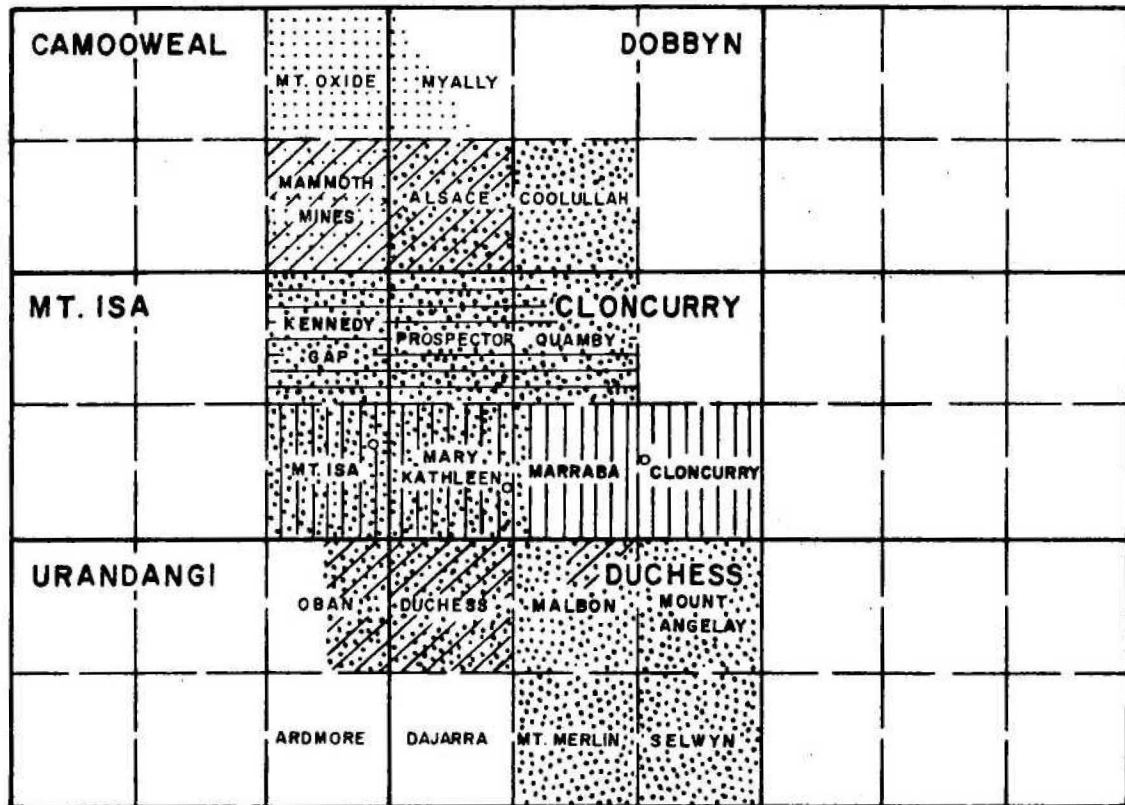 CAMOOWEAL
DOBBYN
MT. OXIDE
MYALLY
MAMMOTH
MINES
ALSACE
COOLULLAH
MT. ISA
CLONCURRY
KENNEDY
GAP
PROSPECTOR
QUAMBY
MT. ISA
MARY
KATHLEEN
MARRABA
CLONCURRY
URANDANGI
DUCHESS
OBAN
DUCHESS
MALBON
MOUNT
ANGELAY
ARDMORE
DAJARRA
MT. MERLIN
SELWYN